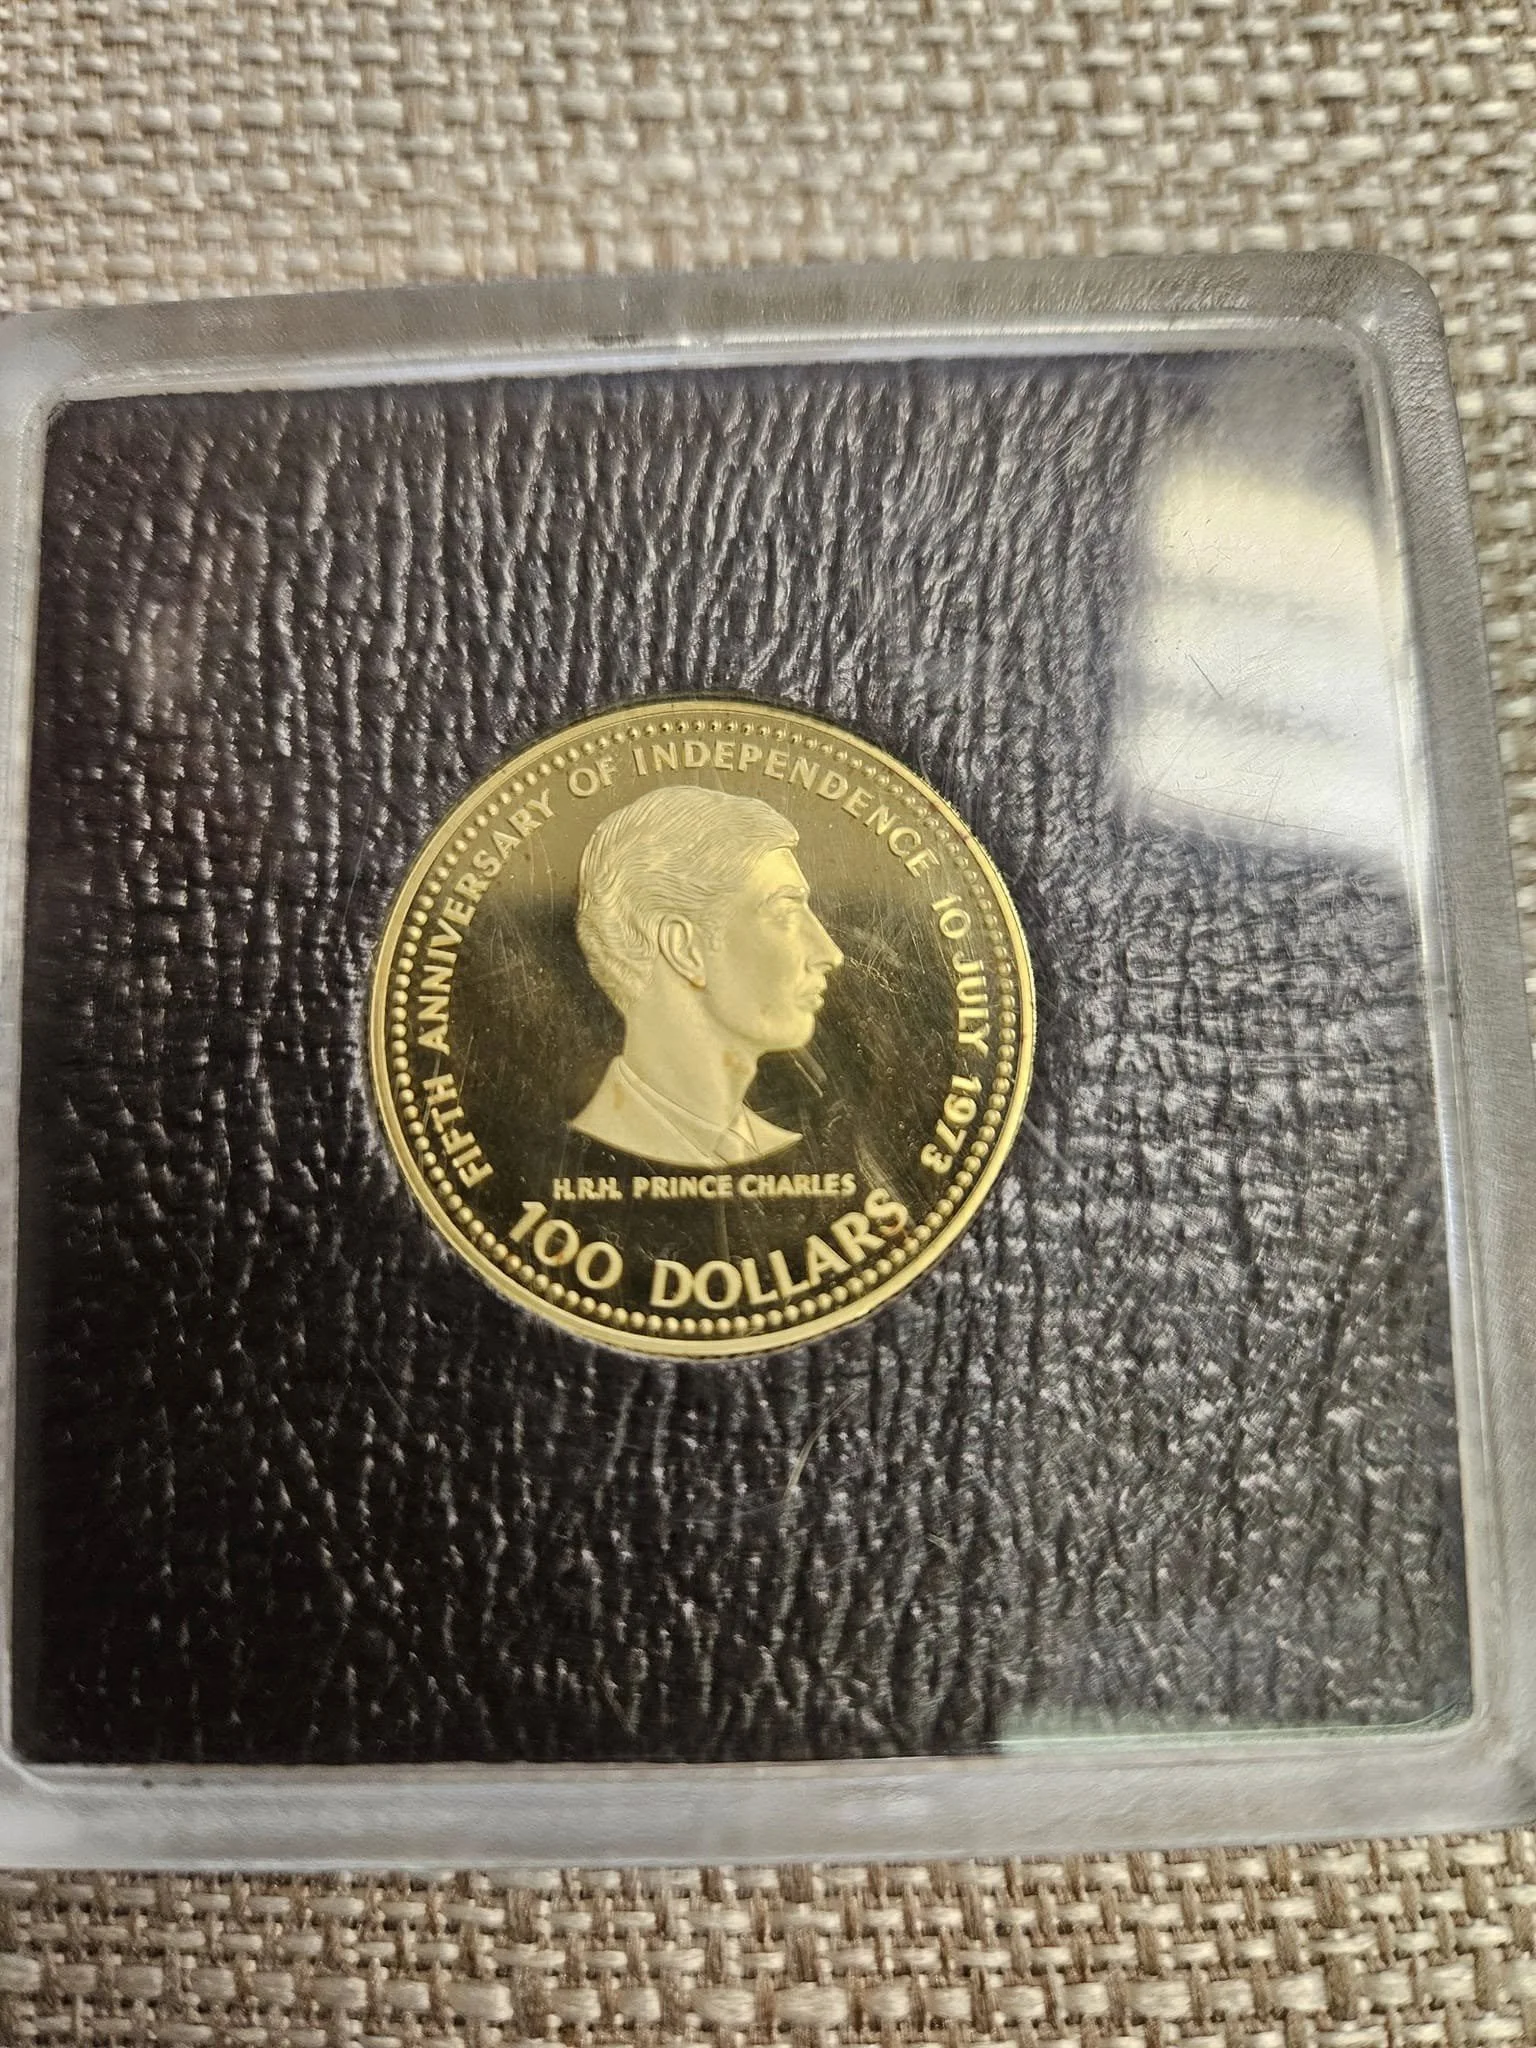 FIFTH ANNIVERSARY OF INDEPENDENCE 10 JULY 1973
H.R.H. PRINCE CHARLES
100 DOLLARS